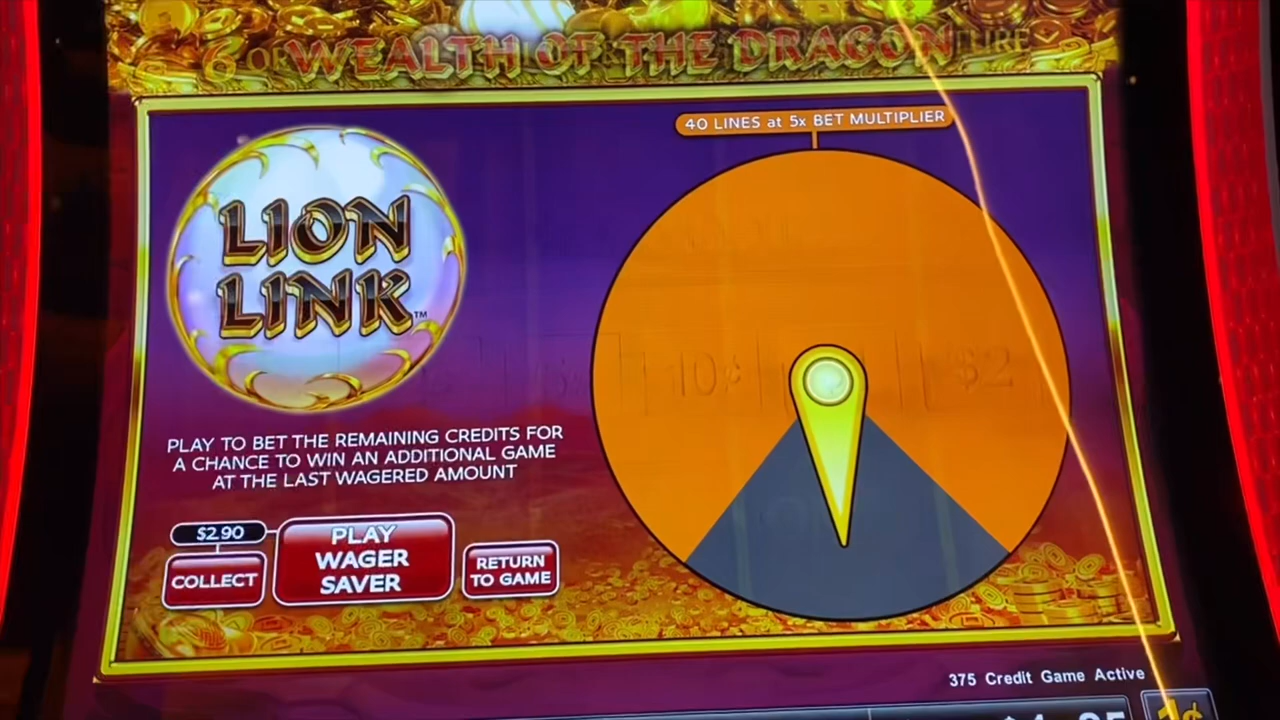 WEALTH OF THE DRAGON
40 LINES at 5x BET MULTIPLIER
LION
LINK™
10¢
$2
PLAY TO BET THE REMAINING CREDITS FOR
A CHANCE TO WIN AN ADDITIONAL GAME
AT THE LAST WAGERED AMOUNT
$2.90
COLLECT
PLAY
WAGER
SAVER
RETURN
TO GAME
375 Credit Game Active
1¢